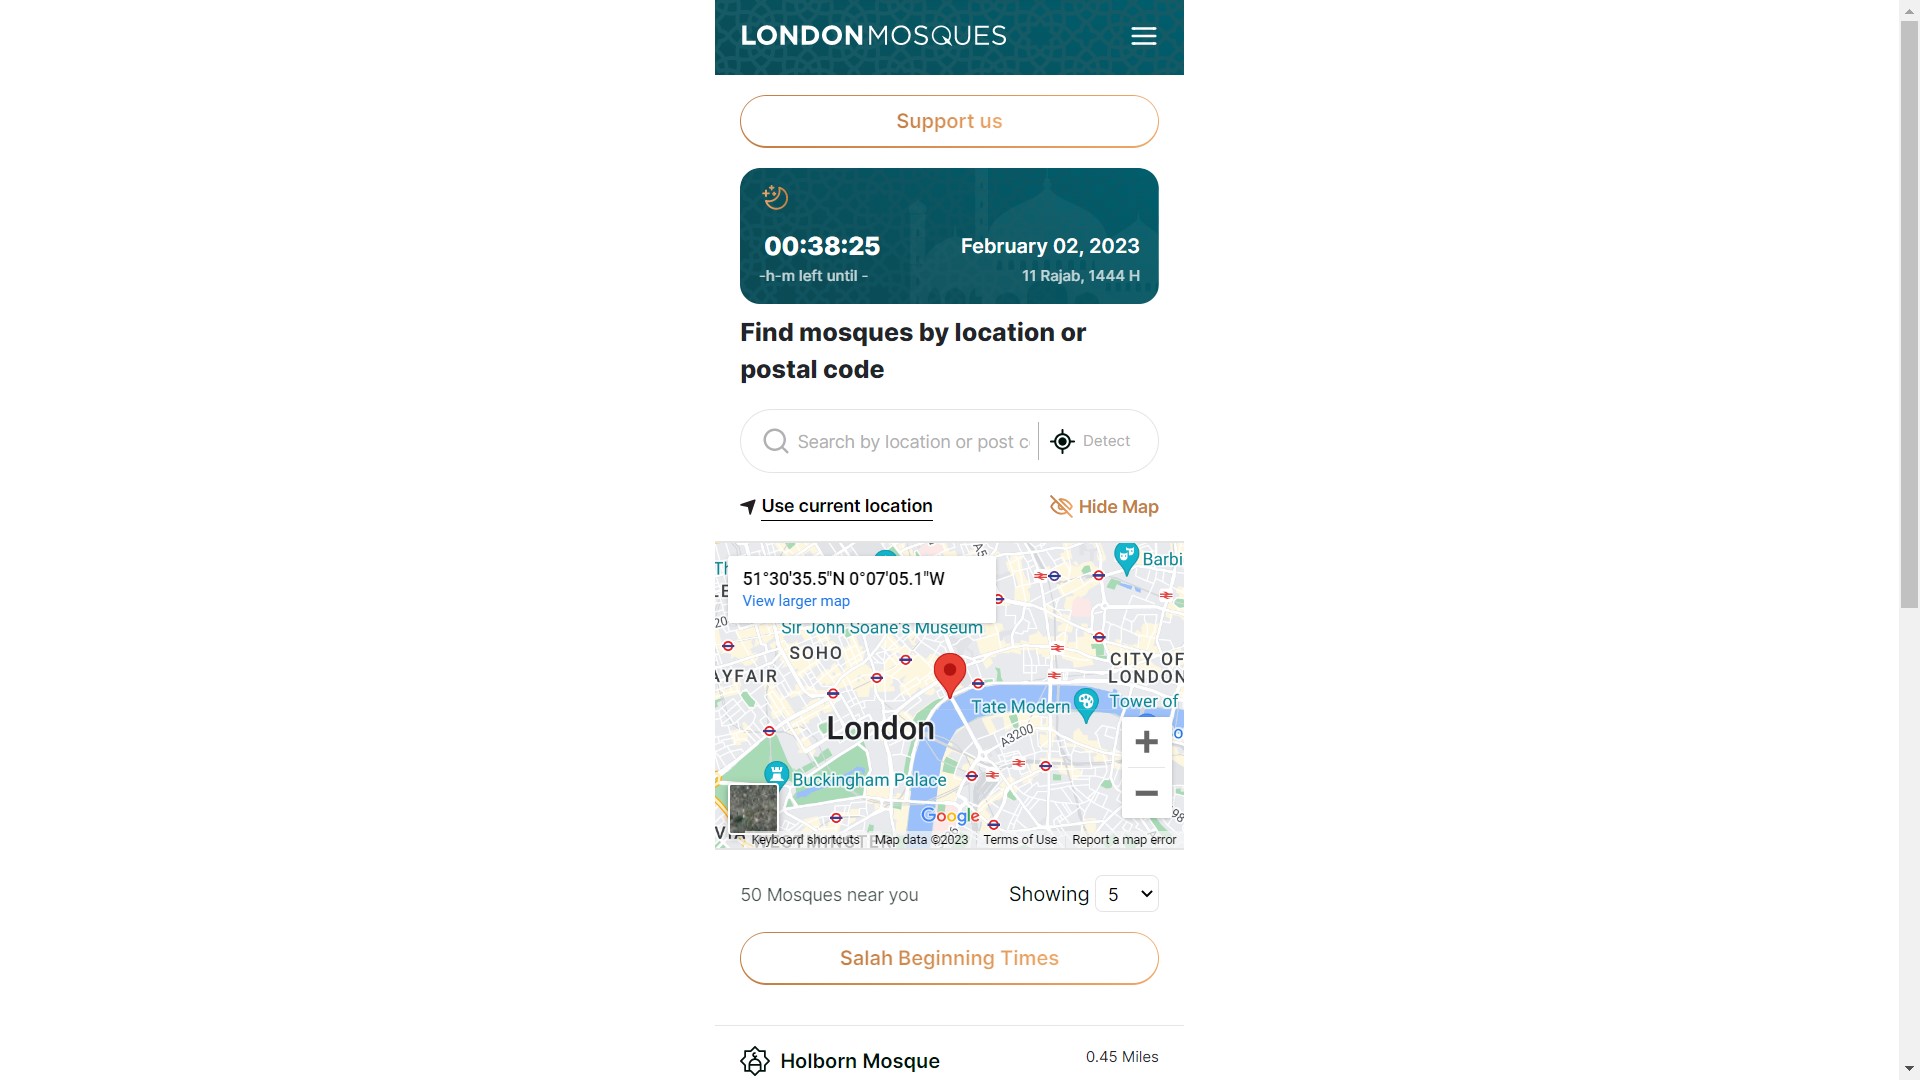 LONDON MOSQUES
Support us
00:38:25
February 02, 2023
-h-m left until -
11 Rajab, 1444 H
Find mosques by location or
postal code
Search by location or post c
Detect
Use current location
Hide Map
51°30'35.5"N 0°07'05.1"W
View larger map
Barbi
Sir John Soane's Museum
SOHO
CITY OF
LONDON
AYFAIR
Tate Modern
Tower of
London
A3200
Buckingham Palace
Google
Keyboard shortcuts
Map data ©2023
Terms of Use
Report a map error
50 Mosques near you
Showing
5
Salah Beginning Times
Holborn Mosque
0.45 Miles